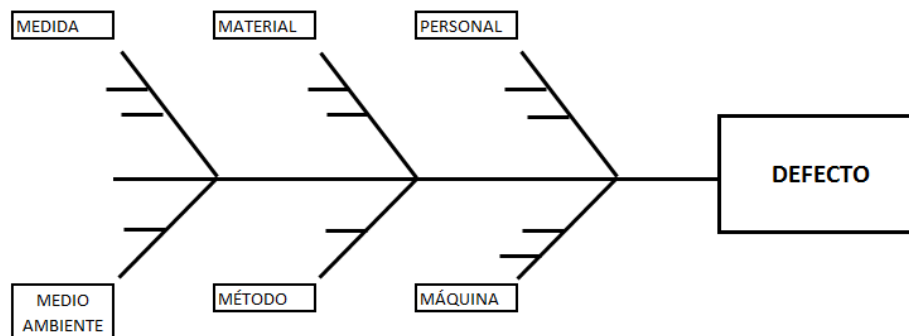 MEDIDA
MATERIAL
PERSONAL
DEFECTO
MEDIO
AMBIENTE
MÉTODO
MÁQUINA